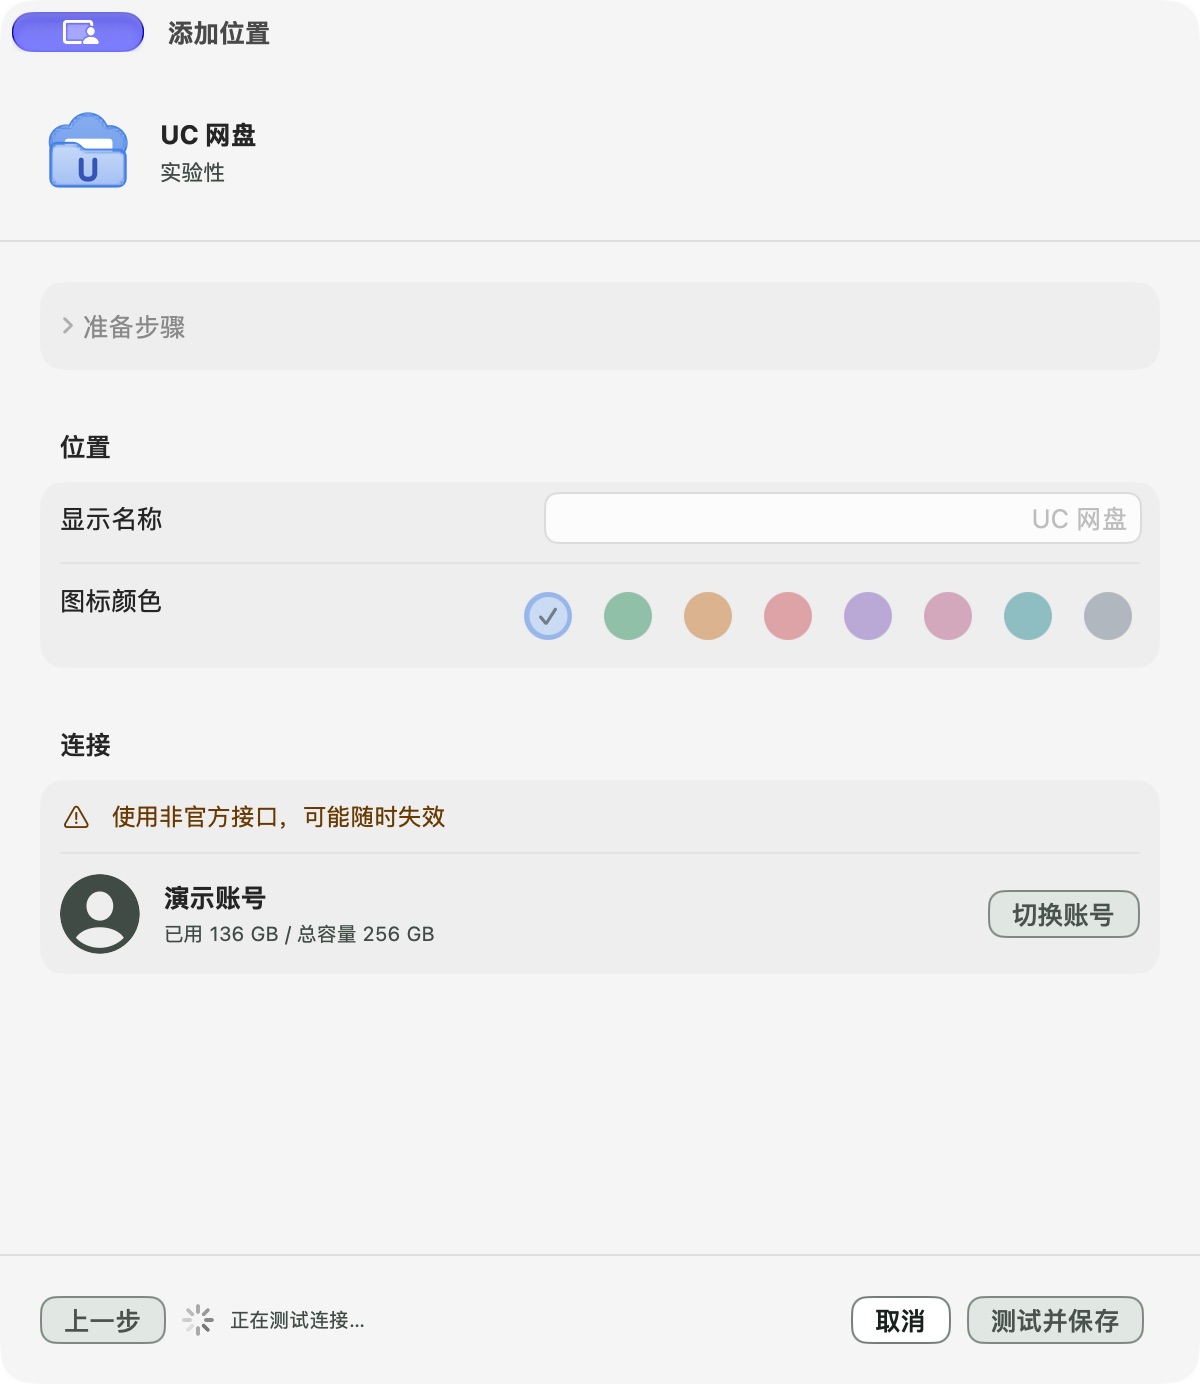 添加位置
UC 网盘
U
实验性
准备步骤
位置
显示名称
UC 网盘
图标颜色
连接
使用非官方接口，可能随时失效
演示账号
已用 136 GB / 总容量 256 GB
切换账号
上一步
正在测试连接...
取消
测试并保存